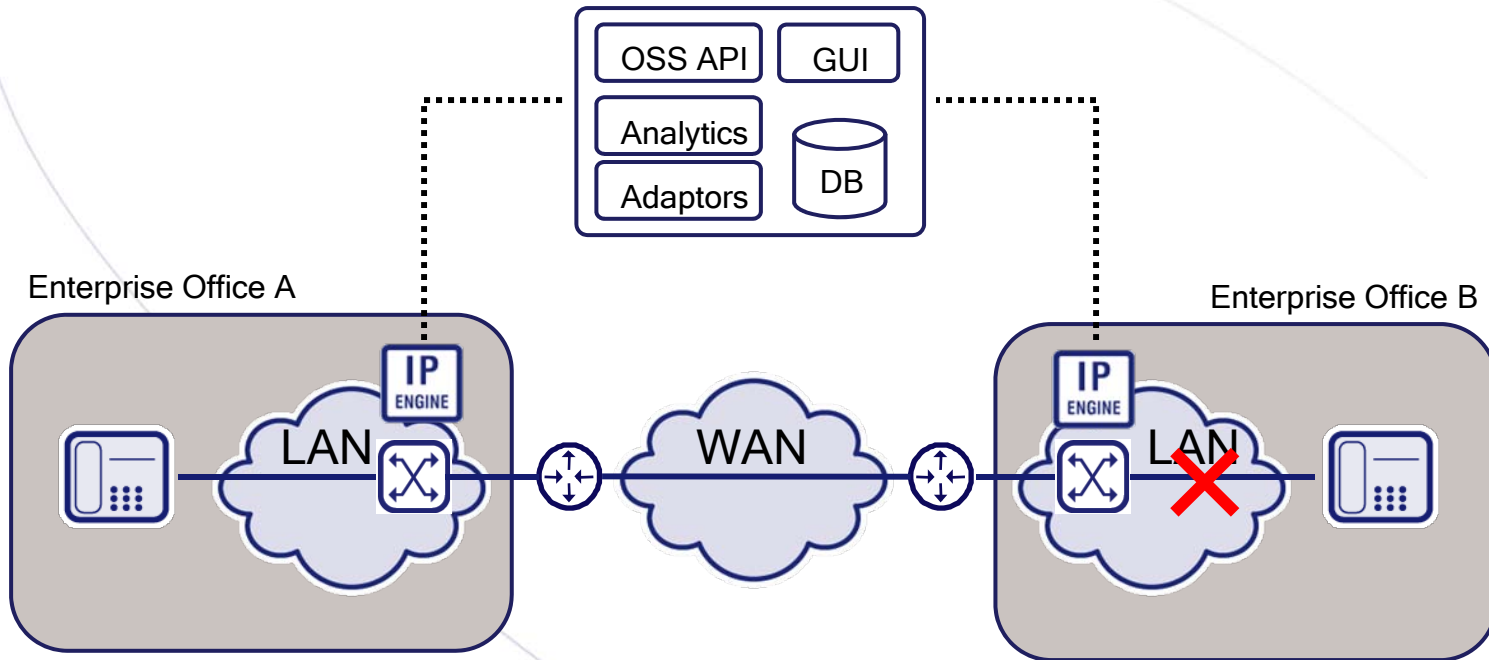 OSS API
GUI
Analytics
Adaptors
DB
Enterprise Office A
Enterprise Office B
IP
ENGINE
IP
ENGINE
LAN
WAN
LAN